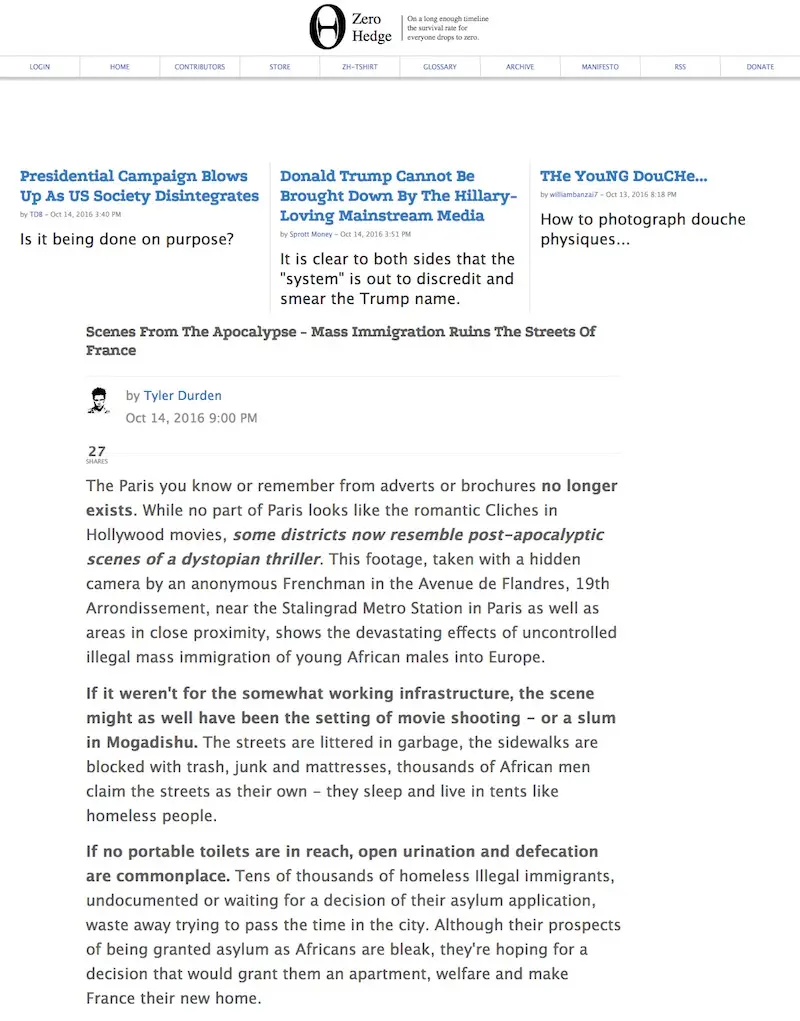 Zero
Hedge
On a long enough timeline
the survival rate for
everyone drops to zero.
LOGIN
HOME
CONTRIBUTORS
STORE
ZH-TSHIRT
GLOSSARY
ARCHIVE
MANIFESTO
RSS
DONATE
Presidential Campaign Blows
Up As US Society Disintegrates
by TDB - Oct 14, 2016 3:40 PM
Is it being done on purpose?
Donald Trump Cannot Be
Brought Down By The Hillary-
Loving Mainstream Media
by Sprott Money - Oct 14, 2016 3:51 PM
It is clear to both sides that the
"system" is out to discredit and
smear the Trump name.
THe YouNG DouCHe...
by williambanzai7 - Oct 13, 2016 8:18 PM
How to photograph douche
physiques...
Scenes From The Apocalypse - Mass Immigration Ruins The Streets Of
France
by Tyler Durden
Oct 14, 2016 9:00 PM
27
SHARES
The Paris you know or remember from adverts or brochures no longer
exists. While no part of Paris looks like the romantic Cliches in
Hollywood movies, some districts now resemble post-apocalyptic
scenes of a dystopian thriller. This footage, taken with a hidden
camera by an anonymous Frenchman in the Avenue de Flandres, 19th
Arrondissement, near the Stalingrad Metro Station in Paris as well as
areas in close proximity, shows the devastating effects of uncontrolled
illegal mass immigration of young African males into Europe.
If it weren't for the somewhat working infrastructure, the scene
might as well have been the setting of movie shooting - or a slum
in Mogadishu. The streets are littered in garbage, the sidewalks are
blocked with trash, junk and mattresses, thousands of African men
claim the streets as their own - they sleep and live in tents like
homeless people.
If no portable toilets are in reach, open urination and defecation
are commonplace. Tens of thousands of homeless Illegal immigrants,
undocumented or waiting for a decision of their asylum application,
waste away trying to pass the time in the city. Although their prospects
of being granted asylum as Africans are bleak, they're hoping for a
decision that would grant them an apartment, welfare and make
France their new home.